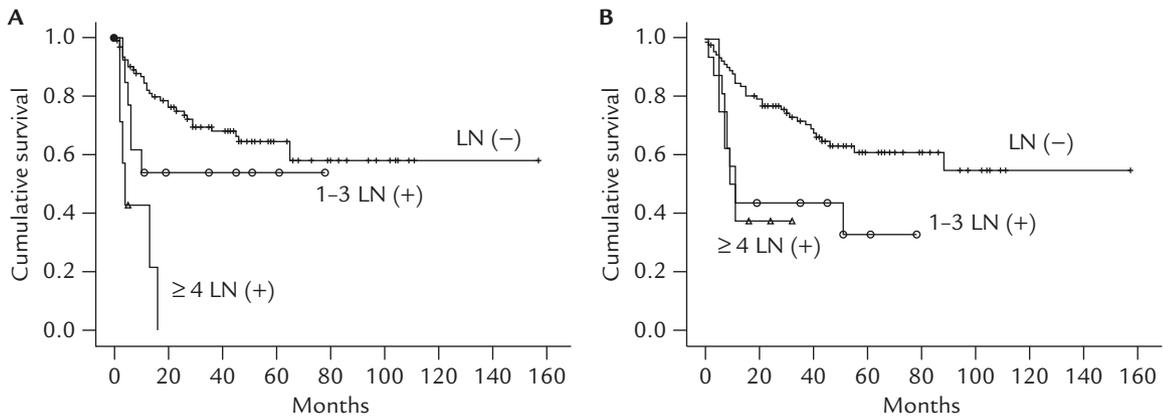 A
Cumulative survival
1.0
0.8
0.6
0.4
0.2
0.0
LN (−)
1–3 LN (+)
≥ 4 LN (+)
0 20 40 60 80 100 120 140 160
Months
B
Cumulative survival
1.0
0.8
0.6
0.4
0.2
0.0
LN (−)
1–3 LN (+)
≥ 4 LN (+)
0 20 40 60 80 100 120 140 160
Months